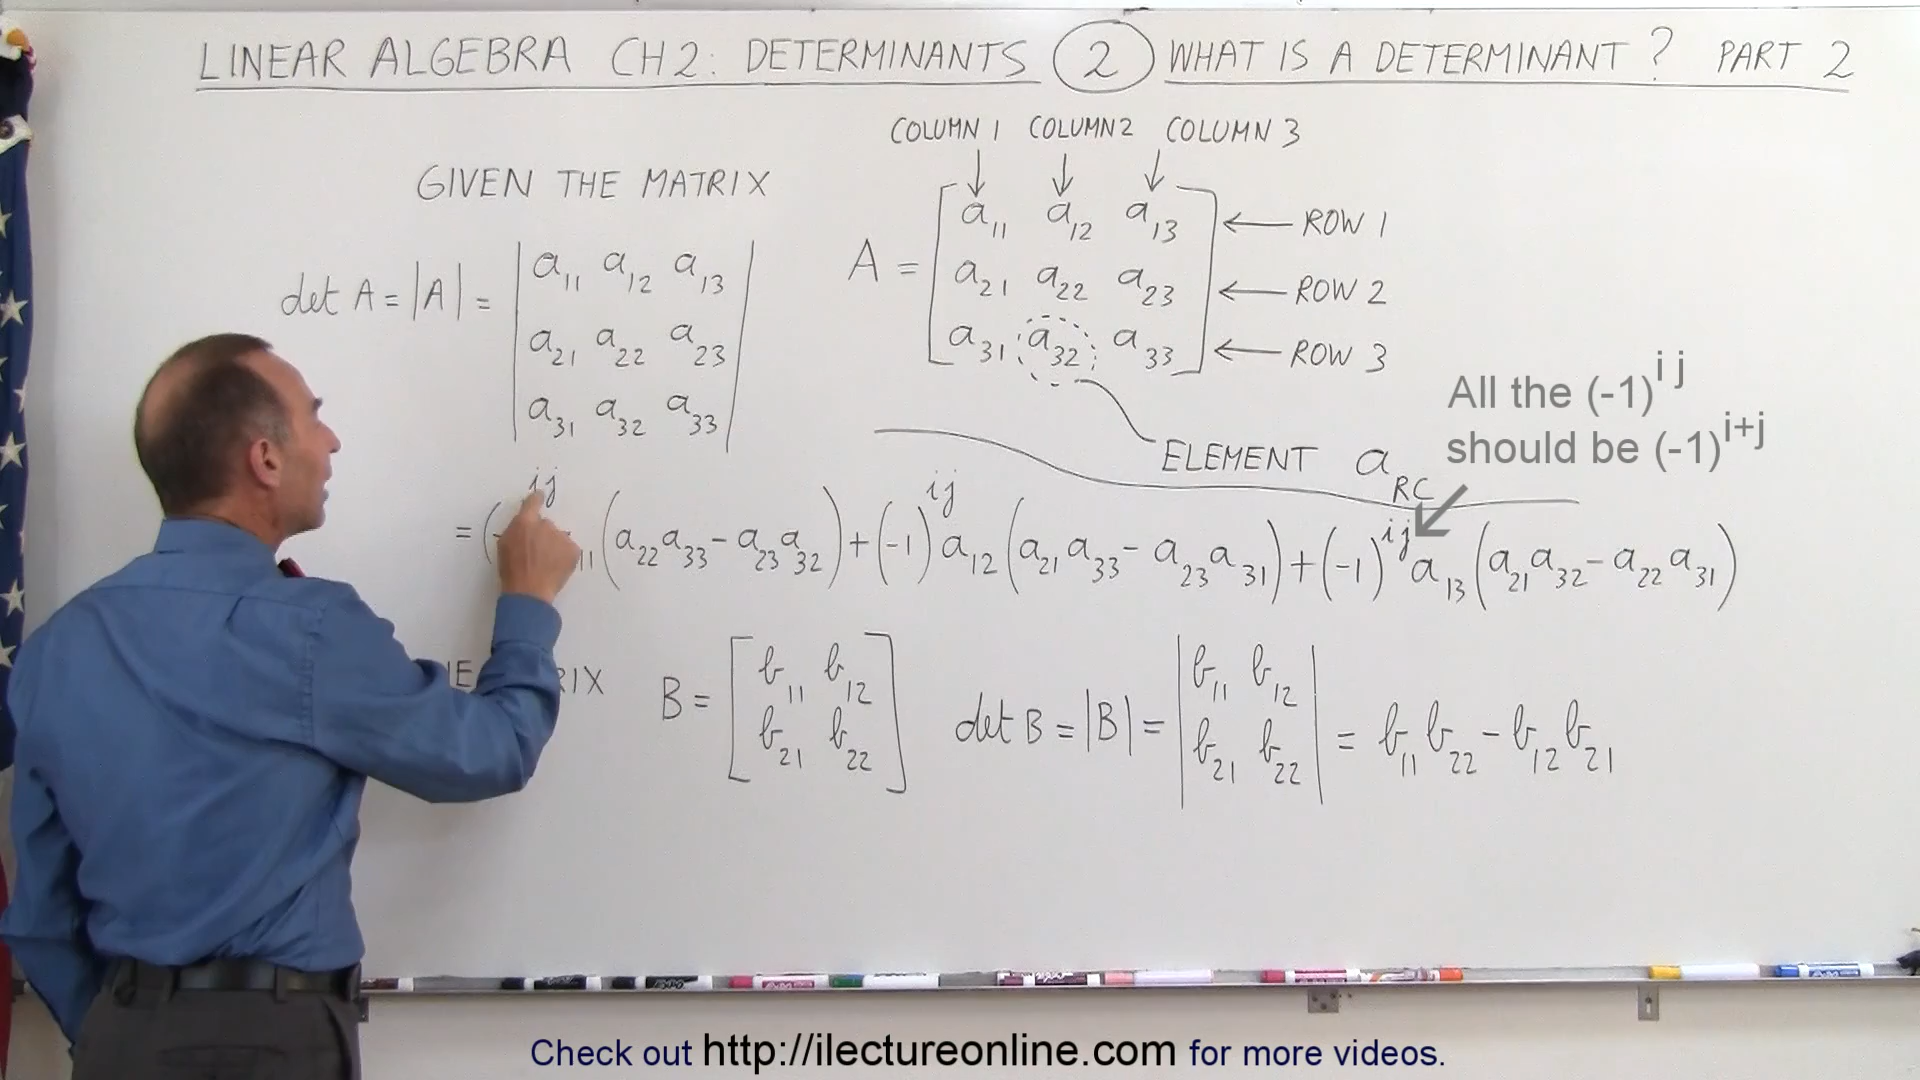 LINEAR ALGEBRA CH2: DETERMINANTS 2 WHAT IS A DETERMINANT? PART 2
COLUMN 1 COLUMN2 COLUMN 3
GIVEN THE MATRIX
A = [a₁₁ a₁₂ a₁₃
a₂₁ a₂₂ a₂₃
a₃₁ a₃₂ a₃₃]
← ROW 1
← ROW 2
← ROW 3
det A = |A| = |a₁₁ a₁₂ a₁₃
a₂₁ a₂₂ a₂₃
a₃₁ a₃₂ a₃₃|
ELEMENT a_RC
All the (-1)^i j
should be (-1)^i+j
= ( ^ij ₁₁ (a₂₂a₃₃ - a₂₃a₃₂) + (-1)^ij a₁₂ (a₂₁a₃₃ - a₂₃a₃₁) + (-1)^ij a₁₃ (a₂₁a₃₂ - a₂₂a₃₁)
B = [b₁₁ b₁₂
b₂₁ b₂₂]
det B = |B| = |b₁₁ b₁₂
b₂₁ b₂₂| = b₁₁b₂₂ - b₁₂b₂₁
Check out http://ilectureonline.com for more videos.